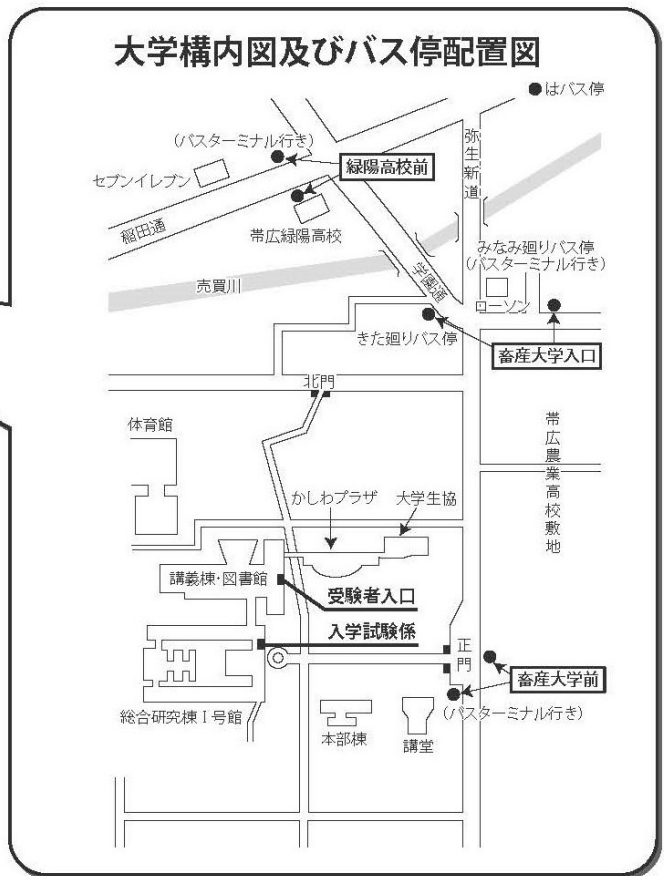 大学構内図及びバス停配置図
●はバス停
(バスターミナル行き)
緑陽高校前
弥生新道
セブンイレブン
稲田通
帯広緑陽高校
みなみ廻りバス停
(バスターミナル行き)
学園通
売買川
ローソン
きた廻りバス停
畜産大学入口
北門
体育館
帯広農業高校敷地
かしわプラザ
大学生協
講義棟・図書館
受験者入口
入学試験係
正門
畜産大学前
(バスターミナル行き)
総合研究棟Ⅰ号館
本部棟
講堂